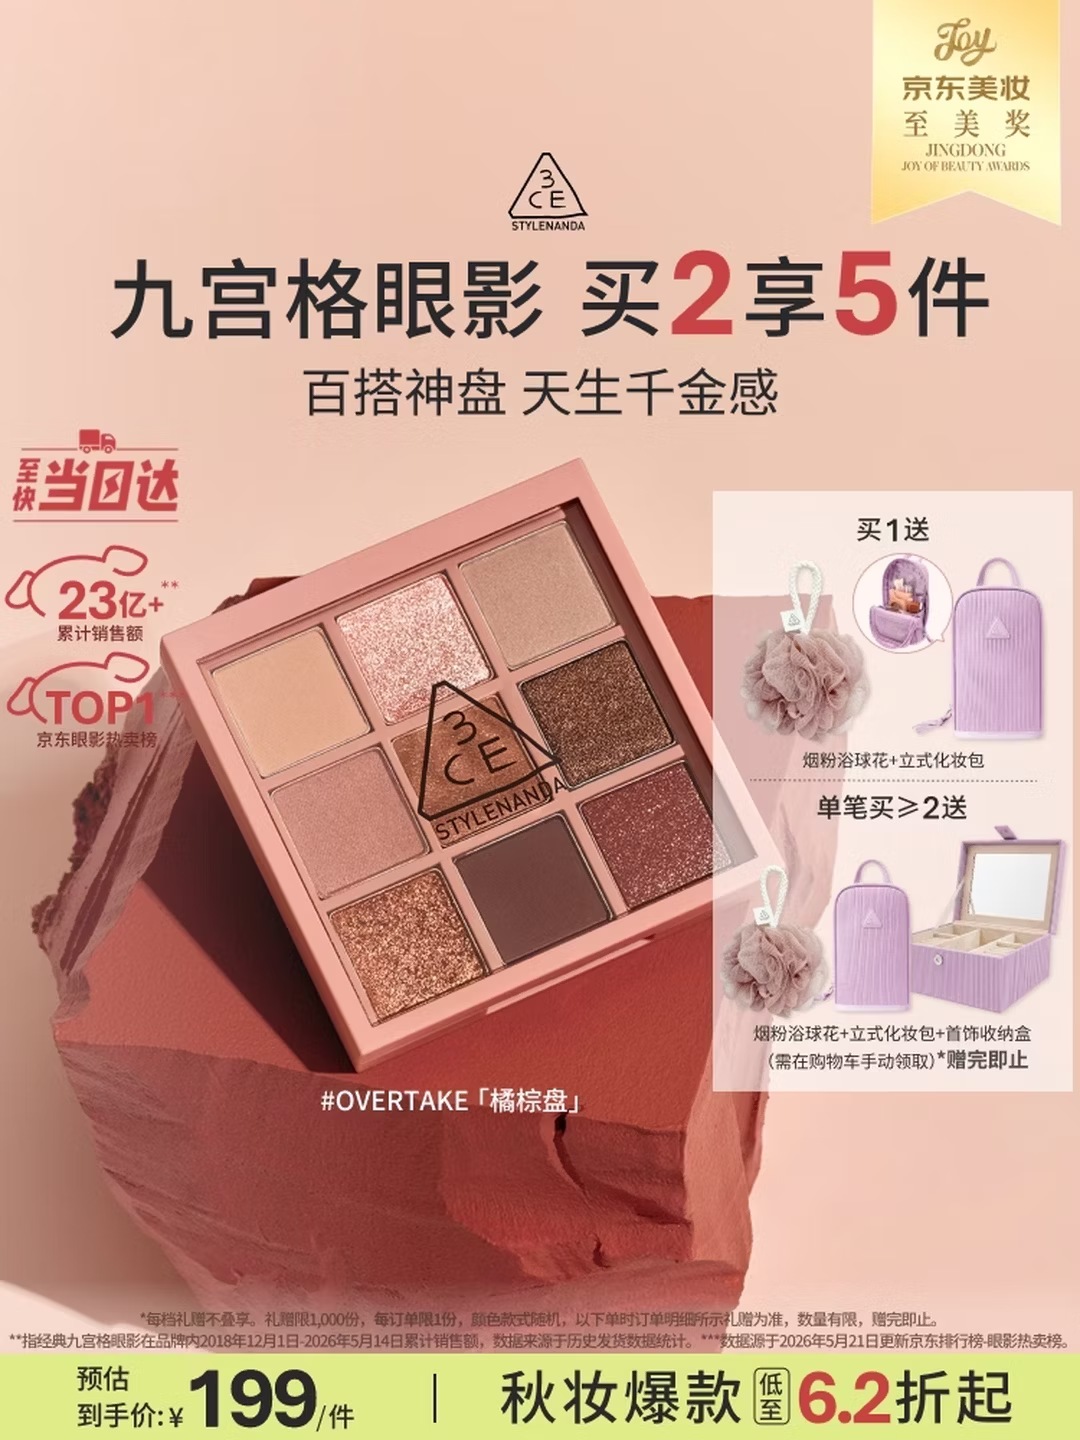 Joy
京东美妆
至美奖
JINGDONG
JOY OF BEAUTY AWARDS
3CE
STYLENANDA
九宫格眼影 买2享5件
百搭神盘 天生千金感
至快当日达
23亿+**
累计销售额
TOP1***
京东眼影热卖榜
3CE
STYLENANDA
买1送
烟粉浴球花+立式化妆包
单笔买≥2送
烟粉浴球花+立式化妆包+首饰收纳盒
(需在购物车手动领取)*赠完即止
#OVERTAKE「橘棕盘」
*每档礼赠不叠享。礼赠限1,000份，每订单限1份，颜色款式随机，以下单时订单明细所示礼赠为准，数量有限，赠完即止。
**指经典九宫格眼影在品牌内2018年12月1日-2026年5月14日累计销售额，数据来源于历史发货数据统计。***数据源于2026年5月21日更新京东排行榜-眼影热卖榜。
预估
到手价:¥199/件
秋妆爆款 低至6.2折起